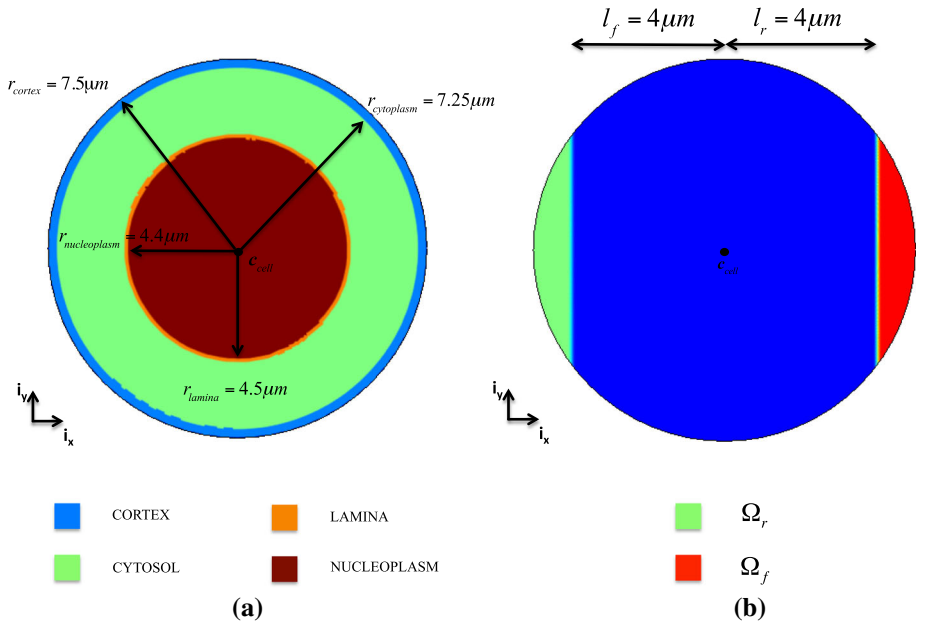 l_f = 4μm
l_r = 4μm
r_cortex = 7.5μm
r_cytoplasm = 7.25μm
r_nucleoplasm = 4.4μm
c_cell
c_cell
r_lamina = 4.5μm
i_y
i_x
i_y
i_x
CORTEX
LAMINA
Ω_r
CYTOSOL
NUCLEOPLASM
Ω_f
(a)
(b)